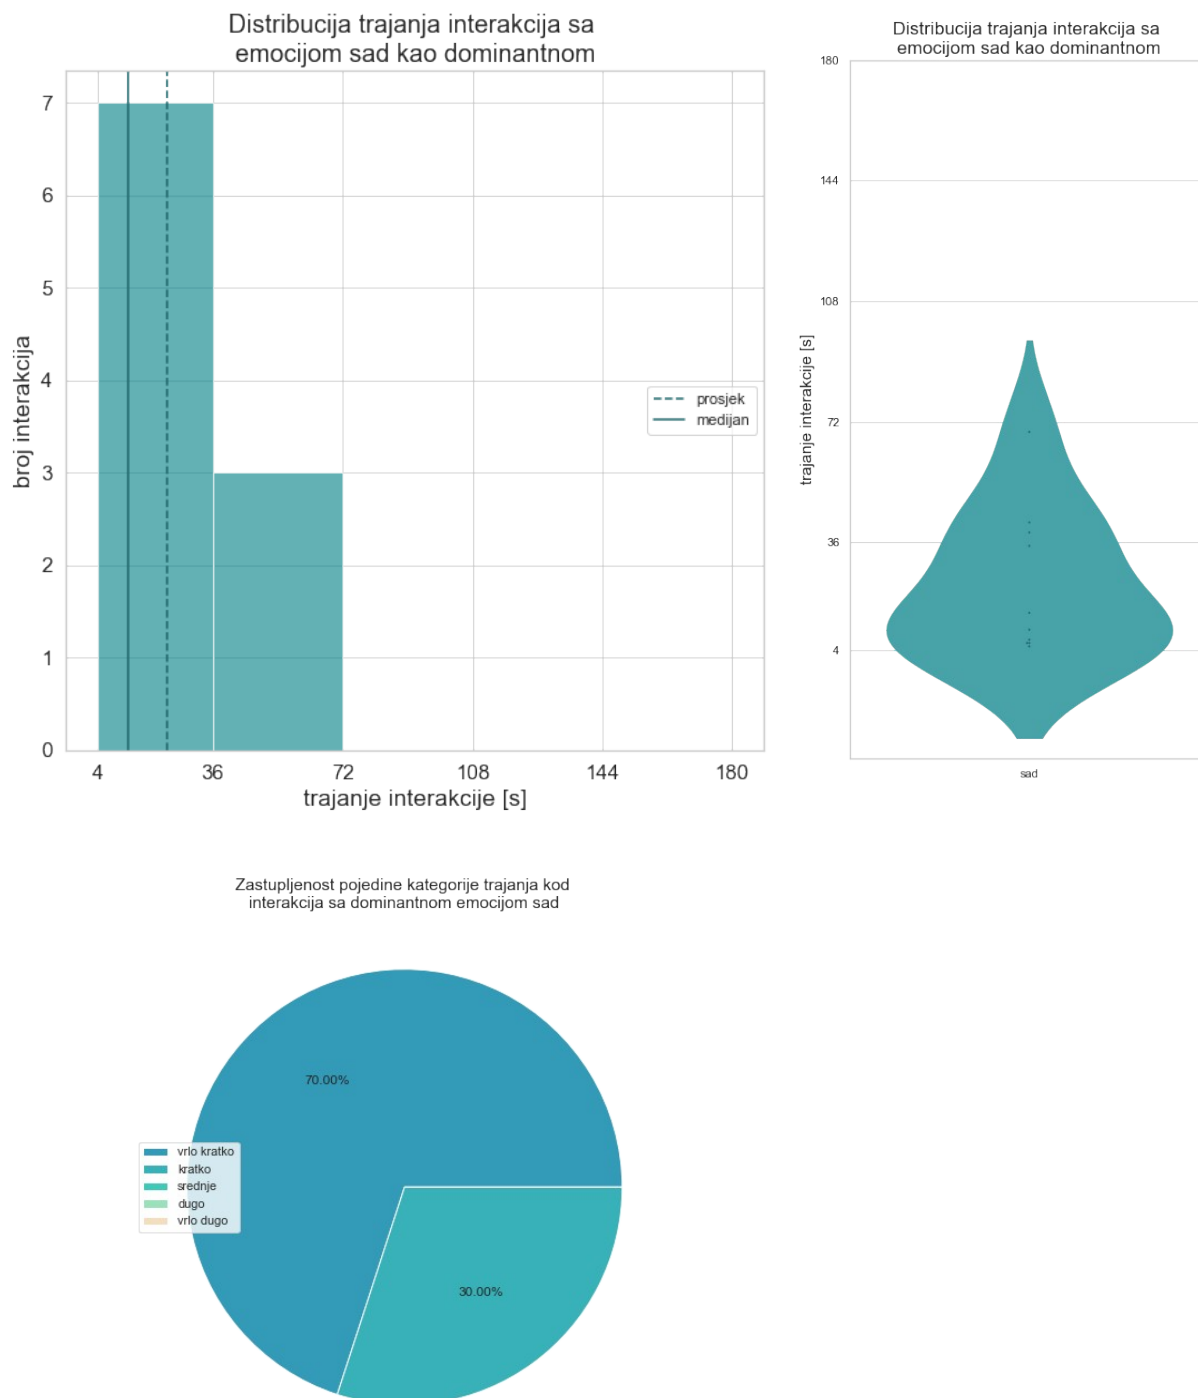 Distribucija trajanja interakcija sa
emocijom sad kao dominantnom
7
6
5
4
3
2
1
0
broj interakcija
4 36 72 108 144 180
trajanje interakcije [s]
prosjek
medijan
Distribucija trajanja interakcija sa
emocijom sad kao dominantnom
180
144
108
72
36
4
trajanje interakcije [s]
sad
Zastupljenost pojedine kategorije trajanja kod
interakcija sa dominantnom emocijom sad
70.00%
vrlo kratko
kratko
srednje
dugo
vrlo dugo
30.00%